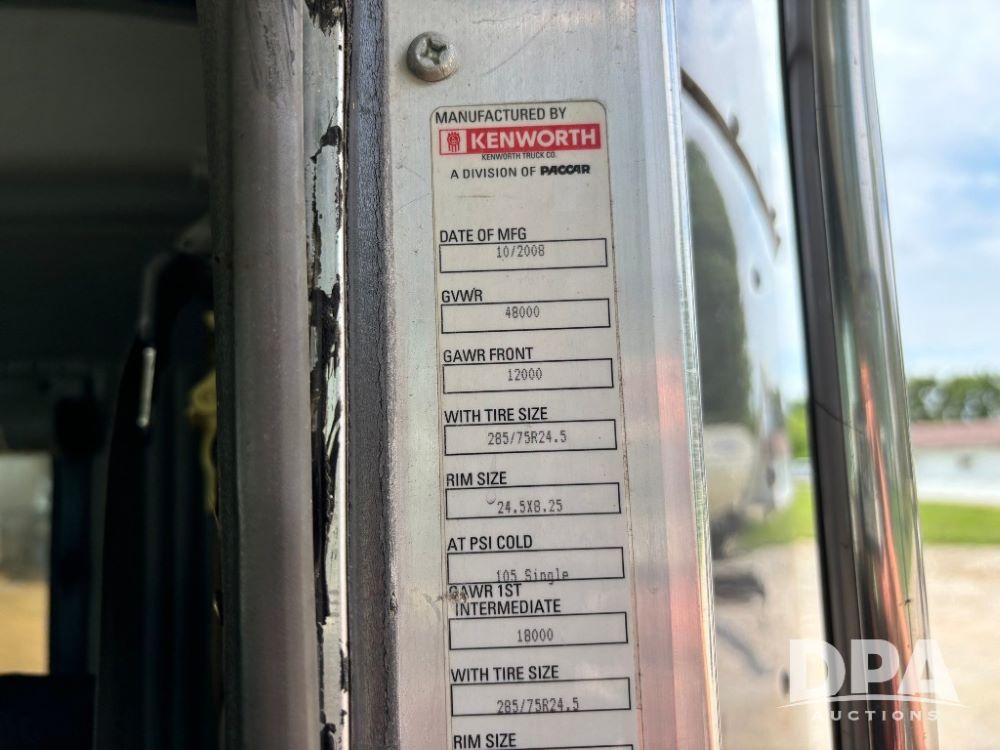 MANUFACTURED BY
KENWORTH
KENWORTH TRUCK CO.
A DIVISION OF PACCAR
DATE OF MFG
10/2008
GVWR
48000
GAWR FRONT
12000
WITH TIRE SIZE
285/75R24.5
RIM SIZE
24.5X8.25
AT PSI COLD
105 Single
GAWR 1ST
INTERMEDIATE
18000
WITH TIRE SIZE
285/75R24.5
RIM SIZE
DPA
AUCTIONS